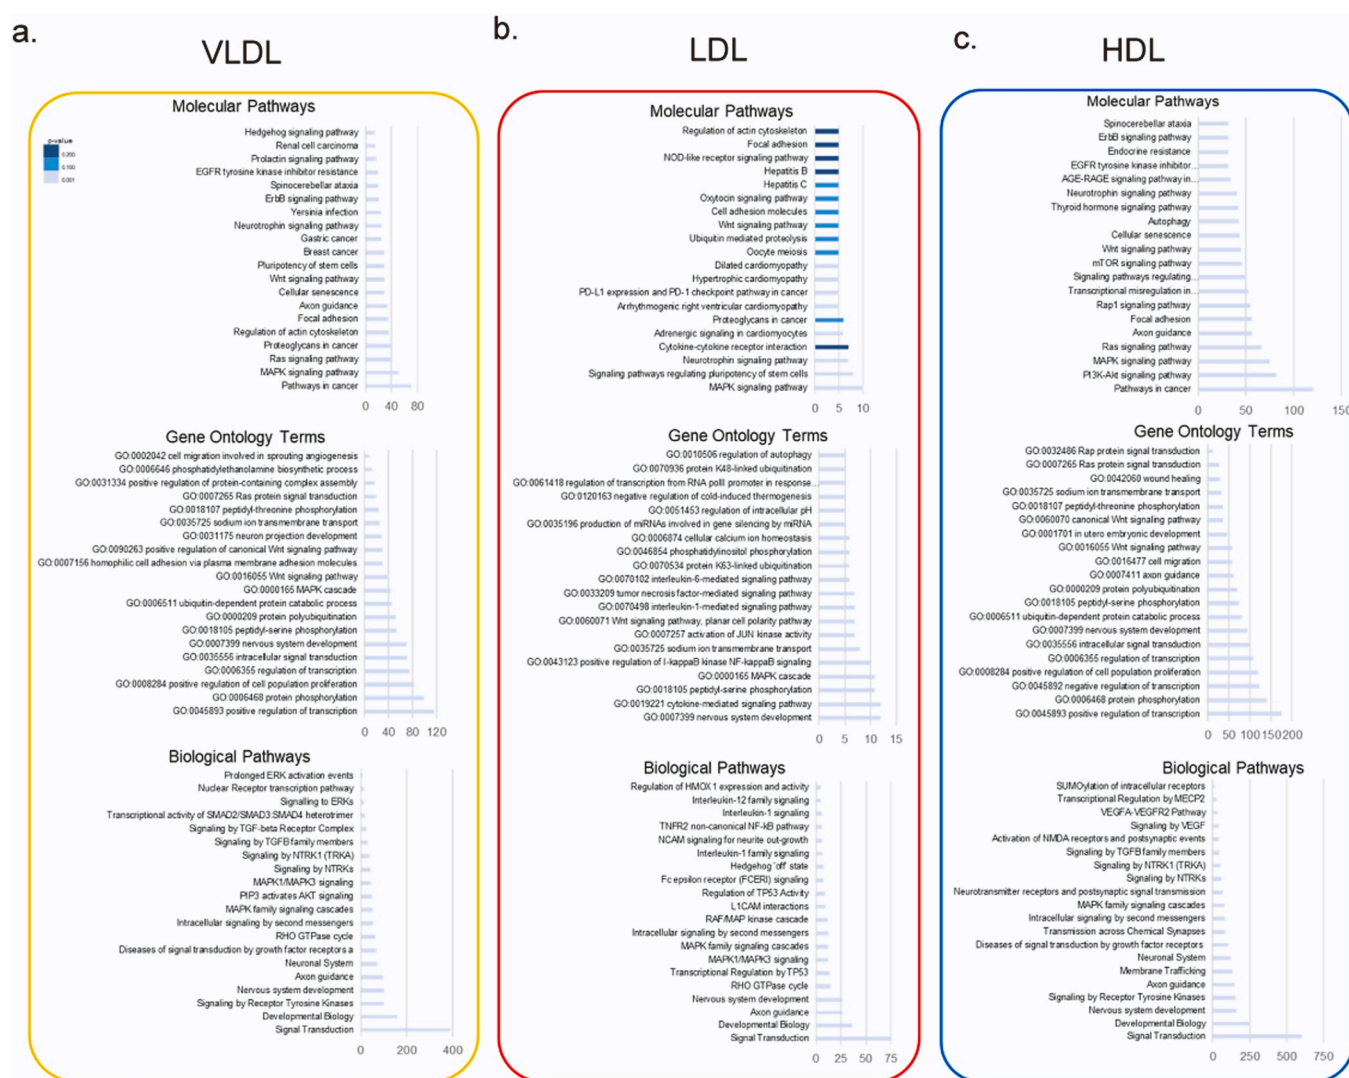 a.
VLDL
Molecular Pathways
p-value
0.200
0.100
0.001
Hedgehog signaling pathway
Renal cell carcinoma
Prolactin signaling pathway
EGFR tyrosine kinase inhibitor resistance
Spinocerebellar ataxia
ErbB signaling pathway
Yersinia infection
Neurotrophin signaling pathway
Gastric cancer
Breast cancer
Pluripotency of stem cells
Wnt signaling pathway
Cellular senescence
Axon guidance
Focal adhesion
Regulation of actin cytoskeleton
Proteoglycans in cancer
Ras signaling pathway
MAPK signaling pathway
Pathways in cancer
0 40 80
Gene Ontology Terms
GO:0002042 cell migration involved in sprouting angiogenesis
GO:0006646 phosphatidylethanolamine biosynthetic process
GO:0031334 positive regulation of protein-containing complex assembly
GO:0007265 Ras protein signal transduction
GO:0018107 peptidyl-threonine phosphorylation
GO:0035725 sodium ion transmembrane transport
GO:0031175 neuron projection development
GO:0090263 positive regulation of canonical Wnt signaling pathway
GO:0007156 homophilic cell adhesion via plasma membrane adhesion molecules
GO:0016055 Wnt signaling pathway
GO:0000165 MAPK cascade
GO:0006511 ubiquitin-dependent protein catabolic process
GO:0000209 protein polyubiquitination
GO:0018105 peptidyl-serine phosphorylation
GO:0007399 nervous system development
GO:0035556 intracellular signal transduction
GO:0006355 regulation of transcription
GO:0008284 positive regulation of cell population proliferation
GO:0006468 protein phosphorylation
GO:0045893 positive regulation of transcription
0 40 80 120
Biological Pathways
Prolonged ERK activation events
Nuclear Receptor transcription pathway
Signalling to ERKs
Transcriptional activity of SMAD2/SMAD3:SMAD4 heterotrimer
Signaling by TGF-beta Receptor Complex
Signaling by TGFB family members
Signaling by NTRK1 (TRKA)
Signaling by NTRKs
MAPK1/MAPK3 signaling
PIP3 activates AKT signaling
MAPK family signaling cascades
Intracellular signaling by second messengers
RHO GTPase cycle
Diseases of signal transduction by growth factor receptors a
Neuronal System
Axon guidance
Nervous system development
Signaling by Receptor Tyrosine Kinases
Developmental Biology
Signal Transduction
0 200 400
b.
LDL
Molecular Pathways
Regulation of actin cytoskeleton
Focal adhesion
NOD-like receptor signaling pathway
Hepatitis B
Hepatitis C
Oxytocin signaling pathway
Cell adhesion molecules
Wnt signaling pathway
Ubiquitin mediated proteolysis
Oocyte meiosis
Dilated cardiomyopathy
Hypertrophic cardiomyopathy
PD-L1 expression and PD-1 checkpoint pathway in cancer
Arrhythmogenic right ventricular cardiomyopathy
Proteoglycans in cancer
Adrenergic signaling in cardiomyocytes
Cytokine-cytokine receptor interaction
Neurotrophin signaling pathway
Signaling pathways regulating pluripotency of stem cells
MAPK signaling pathway
0 5 10
Gene Ontology Terms
GO:0010506 regulation of autophagy
GO:0070936 protein K48-linked ubiquitination
GO:0061418 regulation of transcription from RNA polII promoter in response...
GO:0120163 negative regulation of cold-induced thermogenesis
GO:0051453 regulation of intracellular pH
GO:0035196 production of miRNAs involved in gene silencing by miRNA
GO:0006874 cellular calcium ion homeostasis
GO:0046854 phosphatidylinositol phosphorylation
GO:0070534 protein K63-linked ubiquination
GO:0070102 interleukin-6-mediated signaling pathway
GO:0033209 tumor necrosis factor-mediated signaling pathway
GO:0070498 interleukin-1-mediated signaling pathway
GO:0060071 Wnt signaling pathway, planar cell polarity pathway
GO:0007257 activation of JUN kinase activity
GO:0035725 sodium ion transmembrane transport
GO:0043123 positive regulation of I-kappaB kinase NF-kappaB signaling
GO:0000165 MAPK cascade
GO:0018105 peptidyl-serine phosphorylation
GO:0019221 cytokine-mediated signaling pathway
GO:0007399 nervous system development
0 5 10 15
Biological Pathways
Regulation of HMOX1 expression and activity
Interleukin-12 family signaling
Interleukin-1 signaling
TNFR2 non-canonical NF-kB pathway
NCAM signaling for neurite out-growth
Interleukin-1 family signaling
Hedgehog 'off' state
Fc epsilon receptor (FCERI) signaling
Regulation of TP53 Activity
L1CAM interactions
RAF/MAP kinase cascade
Intracellular signaling by second messengers
MAPK family signaling cascades
MAPK1/MAPK3 signaling
Transcriptional Regulation by TP53
RHO GTPase cycle
Nervous system development
Axon guidance
Developmental Biology
Signal Transduction
0 25 50 75
c.
HDL
Molecular Pathways
Spinocerebellar ataxia
ErbB signaling pathway
Endocrine resistance
EGFR tyrosine kinase inhibitor...
AGE-RAGE signaling pathway in...
Neurotrophin signaling pathway
Thyroid hormone signaling pathway
Autophagy
Cellular senescence
Wnt signaling pathway
mTOR signaling pathway
Signaling pathways regulating...
Transcriptional misregulation in...
Rap1 signaling pathway
Focal adhesion
Axon guidance
Ras signaling pathway
MAPK signaling pathway
PI3K-Akt signaling pathway
Pathways in cancer
0 50 100 150
Gene Ontology Terms
GO:0032486 Rap protein signal transduction
GO:0007265 Ras protein signal transduction
GO:0042060 wound healing
GO:0035725 sodium ion transmembrane transport
GO:0018107 peptidyl-threonine phosphorylation
GO:0060070 canonical Wnt signaling pathway
GO:0001701 in utero embryonic development
GO:0016055 Wnt signaling pathway
GO:0016477 cell migration
GO:0007411 axon guidance
GO:0000209 protein polyubiquitination
GO:0018105 peptidyl-serine phosphorylation
GO:0006511 ubiquitin-dependent protein catabolic process
GO:0007399 nervous system development
GO:0035556 intracellular signal transduction
GO:0006355 regulation of transcription
GO:0008284 positive regulation of cell population proliferation
GO:0045892 negative regulation of transcription
GO:0006468 protein phosphorylation
GO:0045893 positive regulation of transcription
0 50 100 150 200
Biological Pathways
SUMOylation of intracellular receptors
Transcriptional Regulation by MECP2
VEGFA-VEGFR2 Pathway
Signaling by VEGF
Activation of NMDA receptors and postsynaptic events
Signaling by TGFB family members
Signaling by NTRK1 (TRKA)
Signaling by NTRKs
Neurotransmitter receptors and postsynaptic signal transmission
MAPK family signaling cascades
Intracellular signaling by second messengers
Transmission across Chemical Synapses
Diseases of signal transduction by growth factor receptors
Neuronal System
Membrane Trafficking
Axon guidance
Signaling by Receptor Tyrosine Kinases
Nervous system development
Developmental Biology
Signal Transduction
0 250 500 750